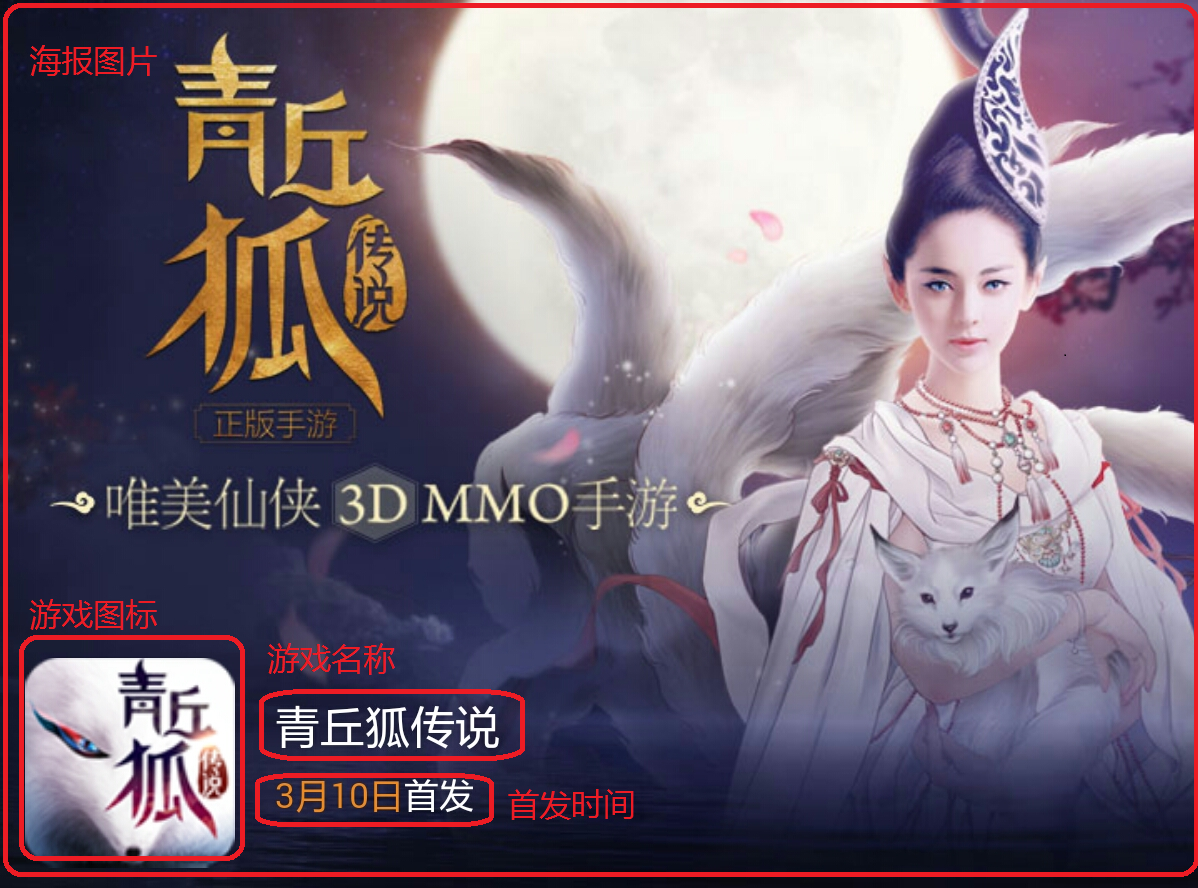 海报图片
青丘
狐
传说
正版手游
唯美仙侠 3D MMO手游
游戏图标
青丘
狐
传说
游戏名称
青丘狐传说
3月10日首发
首发时间